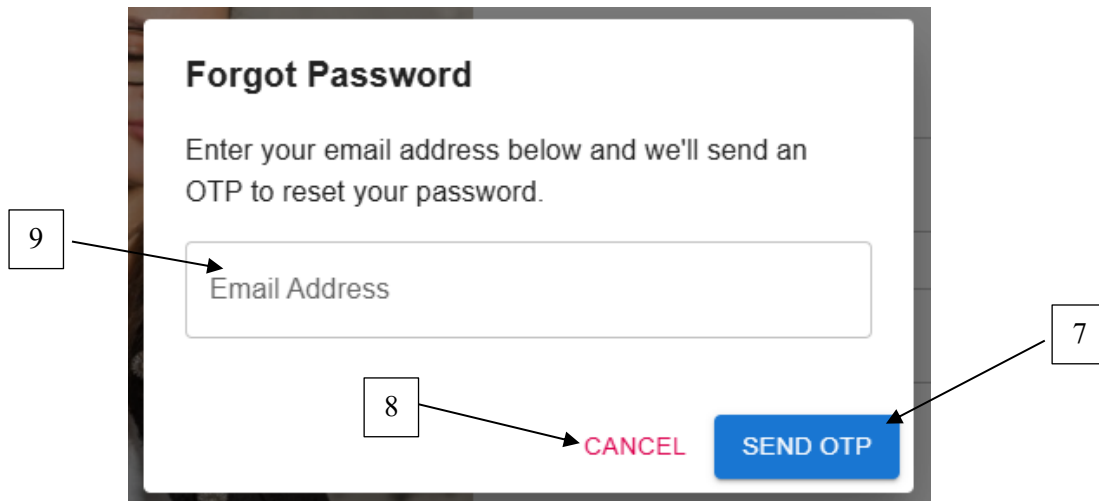 Forgot Password
Enter your email address below and we'll send an
OTP to reset your password.
9
Email Address
7
8
CANCEL
SEND OTP